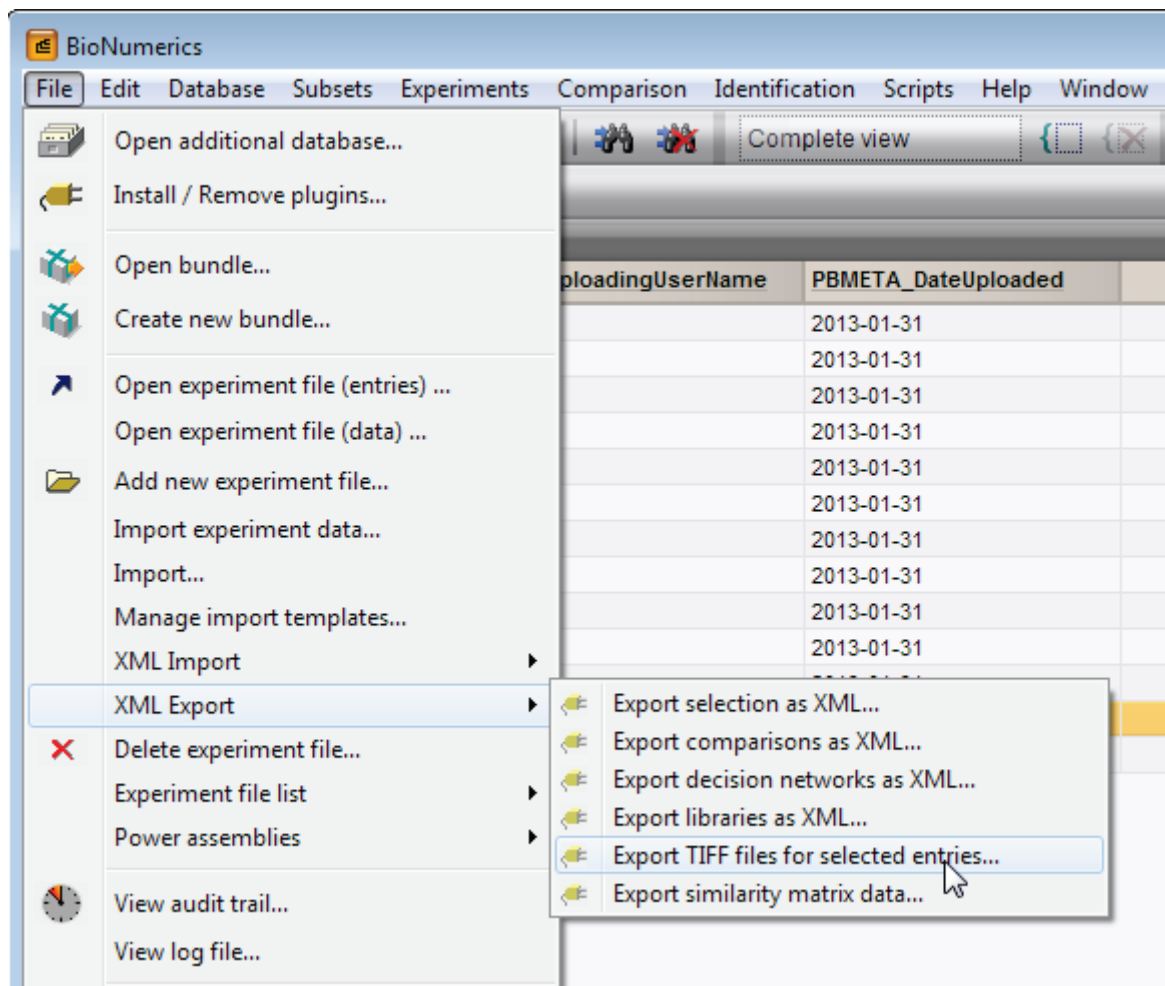 BioNumerics
File Edit Database Subsets Experiments Comparison Identification Scripts Help Window
Open additional database...
Complete view
Install / Remove plugins...
Open bundle...
ploadingUserName PBMETA_DateUploaded
Create new bundle...
2013-01-31
2013-01-31
Open experiment file (entries) ...
2013-01-31
Open experiment file (data) ...
2013-01-31
2013-01-31
Add new experiment file...
2013-01-31
Import experiment data...
2013-01-31
Import...
2013-01-31
Manage import templates...
2013-01-31
XML Import
2013-01-31
XML Export
Export selection as XML...
Export comparisons as XML...
Export decision networks as XML...
Export libraries as XML...
Export TIFF files for selected entries...
Export similarity matrix data...
Delete experiment file...
Experiment file list
Power assemblies
View audit trail...
View log file...